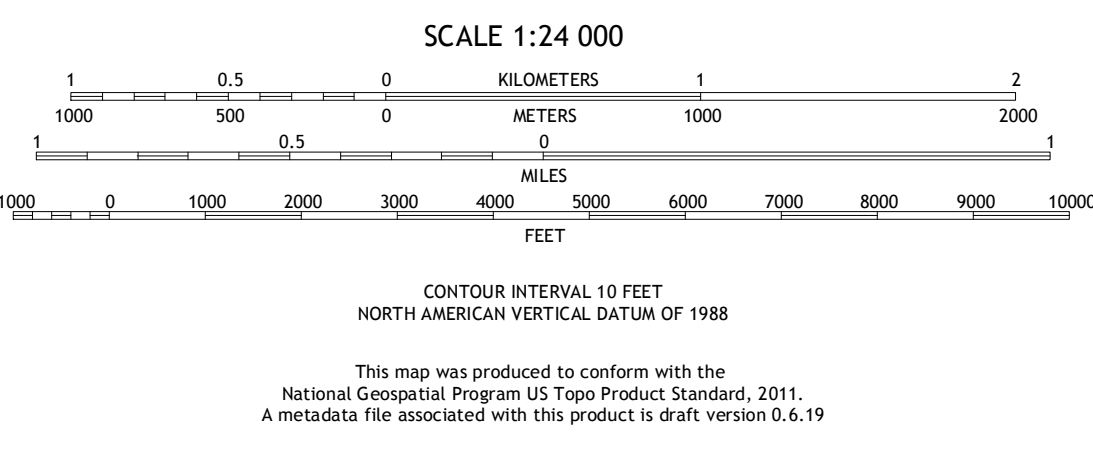 SCALE 1:24 000
1 0.5 0 KILOMETERS 1 2
1000 500 0 METERS 1000 2000
1 0.5 0 1
MILES
1000 0 1000 2000 3000 4000 5000 6000 7000 8000 9000 10000
FEET
CONTOUR INTERVAL 10 FEET
NORTH AMERICAN VERTICAL DATUM OF 1988
This map was produced to conform with the
National Geospatial Program US Topo Product Standard, 2011.
A metadata file associated with this product is draft version 0.6.19